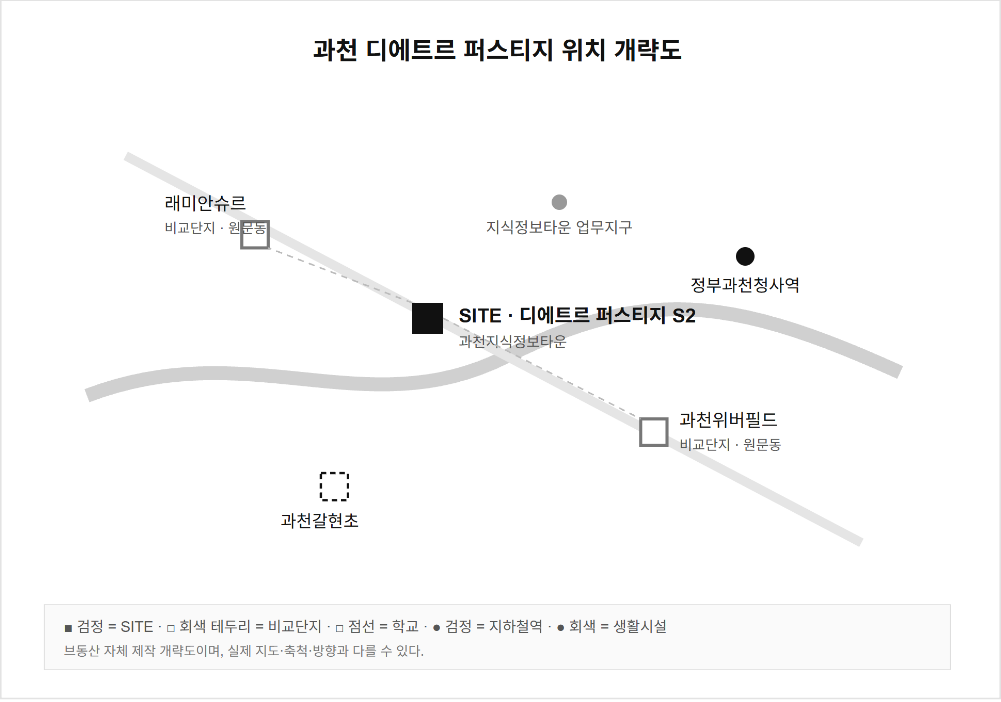 과천 디에트르 퍼스티지 위치 개략도
래미안슈르
비교단지 · 원문동
지식정보타운 업무지구
정부과천청사역
SITE · 디에트르 퍼스티지 S2
과천지식정보타운
과천위버필드
비교단지 · 원문동
과천갈현초
■ 검정 = SITE · □ 회색 테두리 = 비교단지 · □ 점선 = 학교 · ● 검정 = 지하철역 · ● 회색 = 생활시설
브동산 자체 제작 개략도이며, 실제 지도·축척·방향과 다를 수 있다.